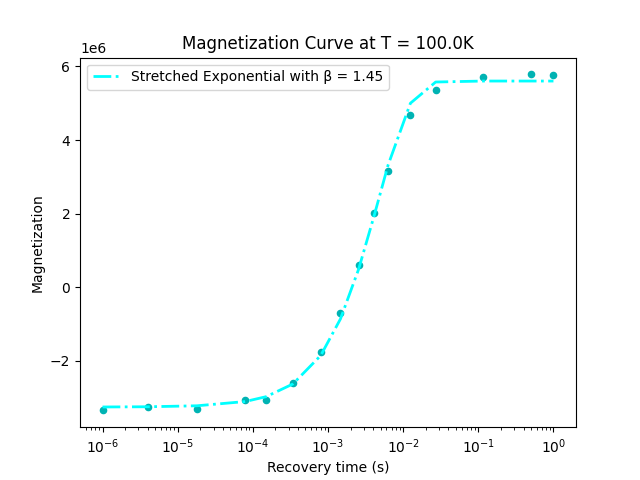 Magnetization Curve at T = 100.0K
1e6
Stretched Exponential with β = 1.45
6
4
2
0
−2
Magnetization
10⁻⁶ 10⁻⁵ 10⁻⁴ 10⁻³ 10⁻² 10⁻¹ 10⁰
Recovery time (s)